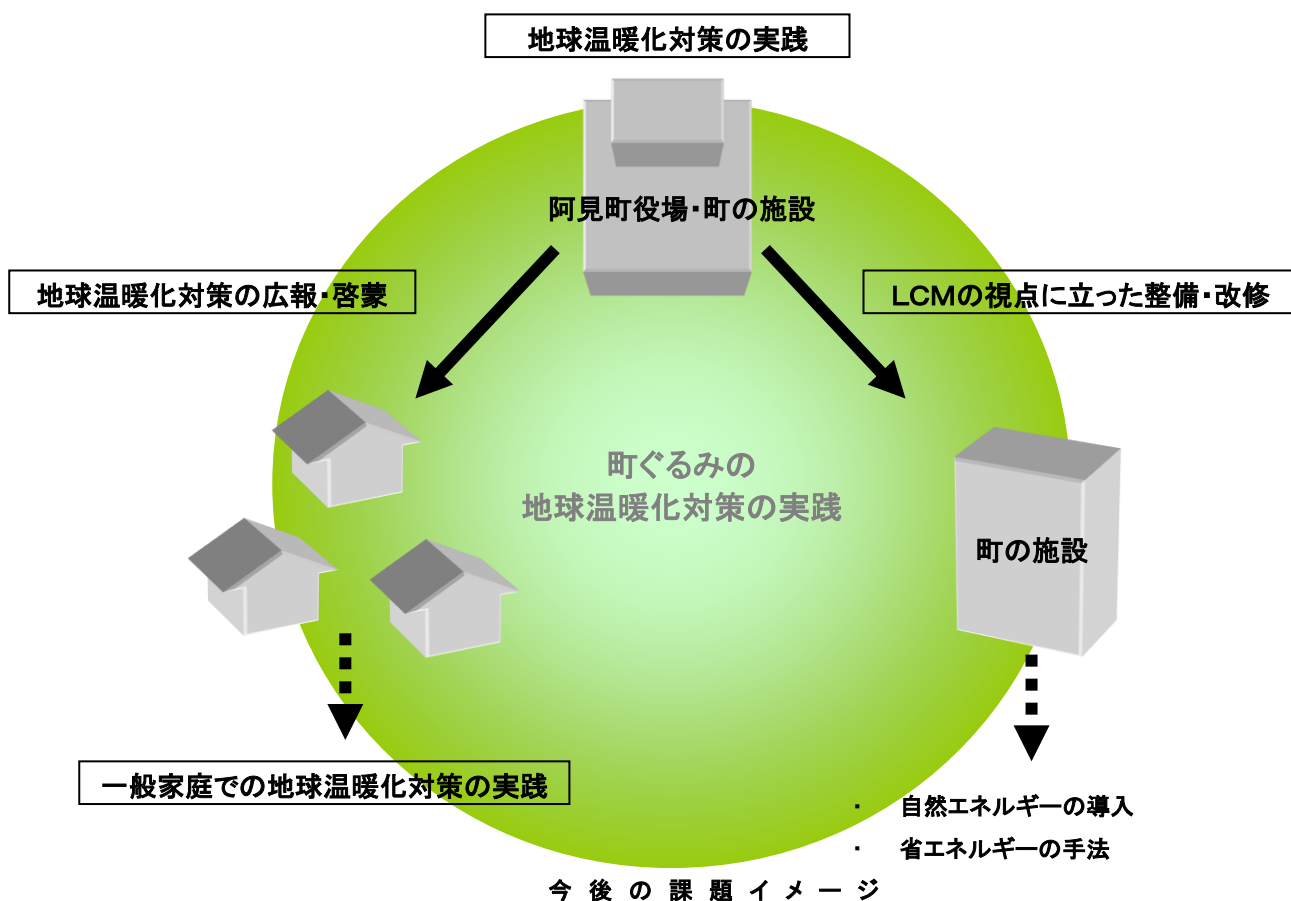 地球温暖化対策の実践
阿見町役場・町の施設
地球温暖化対策の広報・啓蒙
LCMの視点に立った整備・改修
町ぐるみの
地球温暖化対策の実践
町の施設
一般家庭での地球温暖化対策の実践
・ 自然エネルギーの導入
・ 省エネルギーの手法
今後の課題イメージ